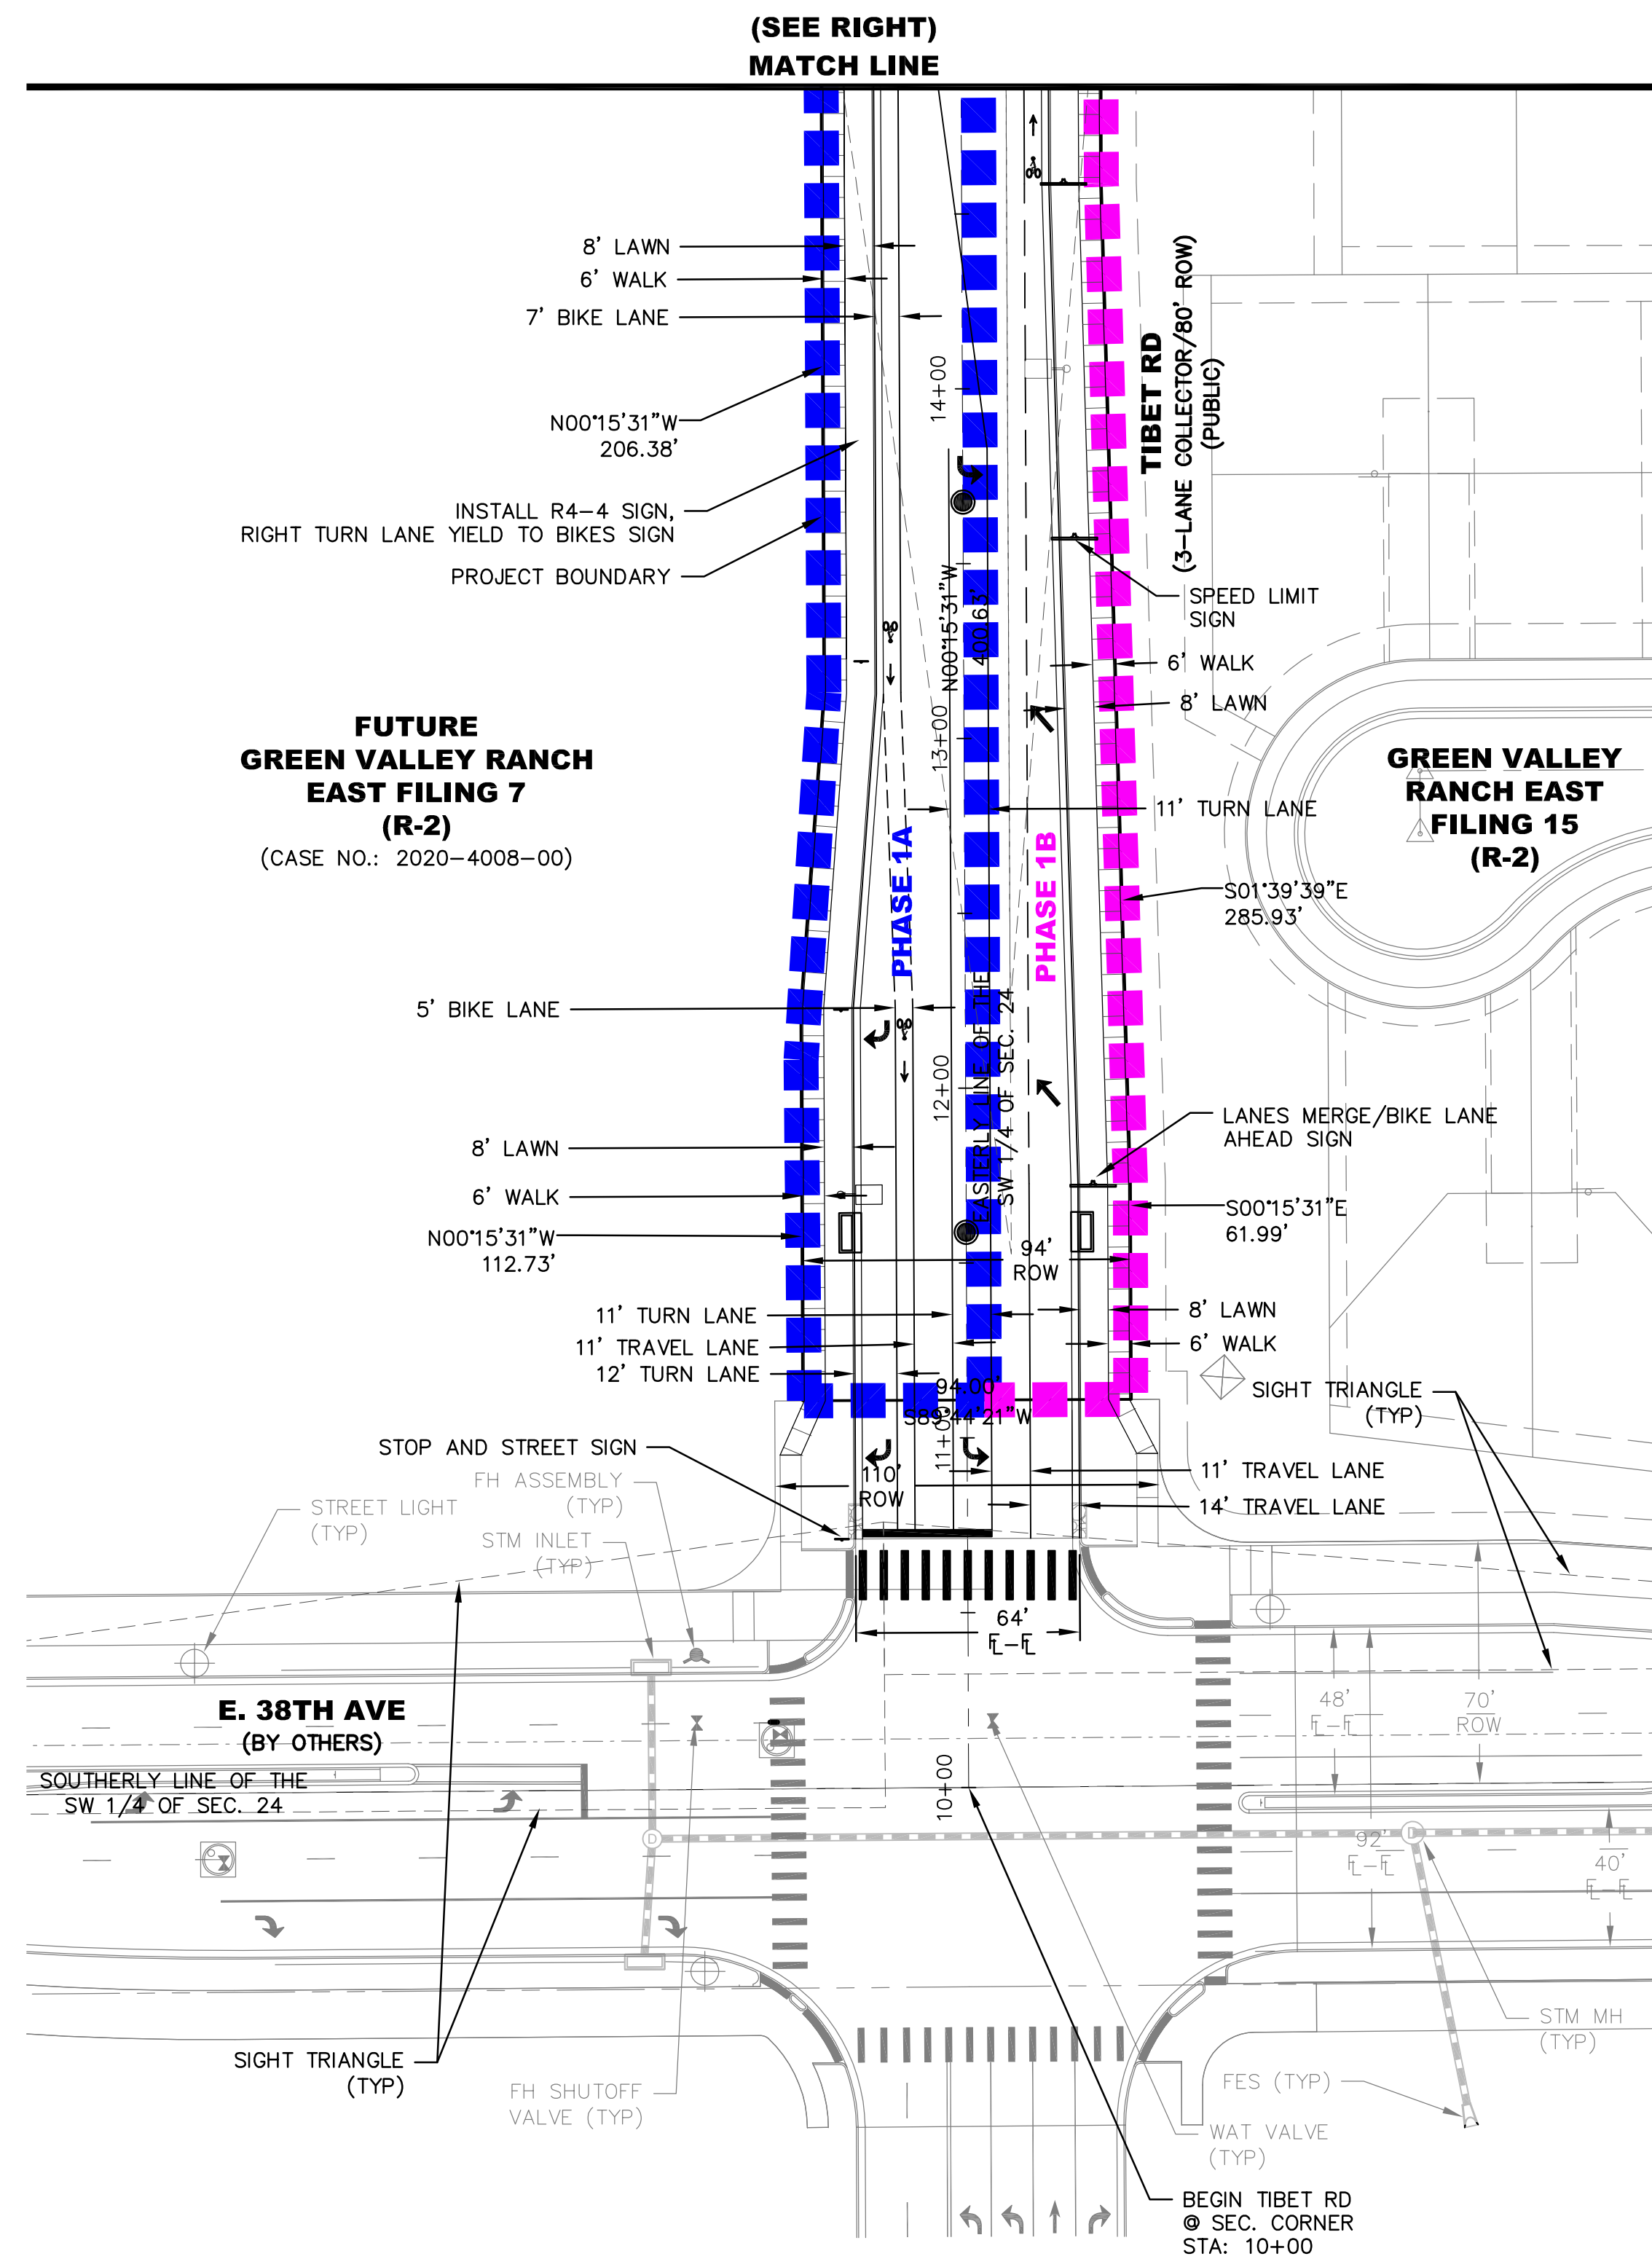 (SEE RIGHT)
MATCH LINE
8' LAWN
6' WALK
7' BIKE LANE
N00°15'31"W
206.38'
INSTALL R4-4 SIGN,
RIGHT TURN LANE YIELD TO BIKES SIGN
PROJECT BOUNDARY
14+00
TIBET RD
(3-LANE COLLECTOR/80' ROW)
(PUBLIC)
N00°15'31"W
400.63'
SPEED LIMIT
SIGN
6' WALK
8' LAWN
13+00
11' TURN LANE
FUTURE
GREEN VALLEY RANCH
EAST FILING 7
(R-2)
(CASE NO.: 2020-4008-00)
GREEN VALLEY
RANCH EAST
FILING 15
(R-2)
PHASE 1A
PHASE 1B
S01°39'39"E
285.93'
5' BIKE LANE
EASTERLY LINE OF THE
SW 1/4 OF SEC. 24
12+00
LANES MERGE/BIKE LANE
AHEAD SIGN
8' LAWN
6' WALK
N00°15'31"W
112.73'
S00°15'31"E
61.99'
94'
ROW
11' TURN LANE
11' TRAVEL LANE
12' TURN LANE
8' LAWN
6' WALK
94.00'
S89°44'21"W
11+00
SIGHT TRIANGLE
(TYP)
STOP AND STREET SIGN
110'
ROW
11' TRAVEL LANE
14' TRAVEL LANE
FH ASSEMBLY
(TYP)
STREET LIGHT
(TYP)
STM INLET
(TYP)
64'
FL-FL
E. 38TH AVE
(BY OTHERS)
SOUTHERLY LINE OF THE
SW 1/4 OF SEC. 24
10+00
48'
FL-FL
70'
ROW
92'
FL-FL
40'
FL-FL
D
D
SIGHT TRIANGLE
(TYP)
FH SHUTOFF
VALVE (TYP)
STM MH
(TYP)
FES (TYP)
WAT VALVE
(TYP)
BEGIN TIBET RD
@ SEC. CORNER
STA: 10+00